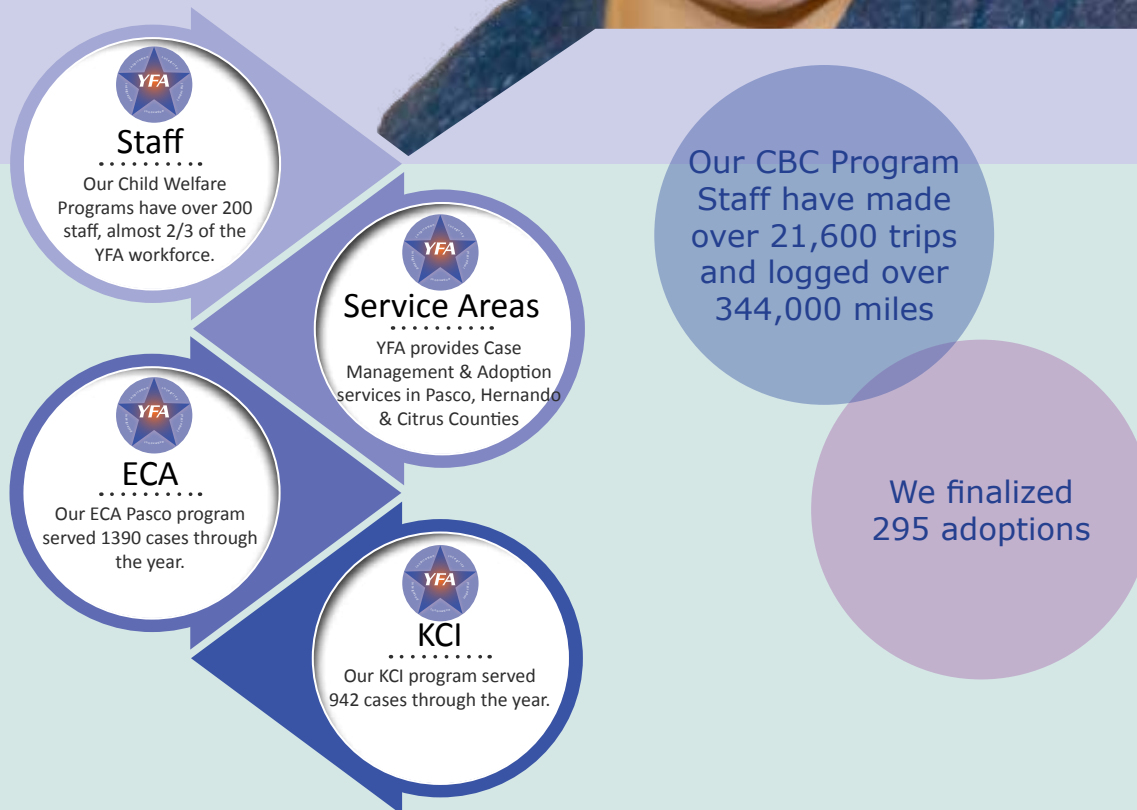 YFA
Staff
Our Child Welfare
Programs have over 200
staff, almost 2/3 of the
YFA workforce.
YFA
Service Areas
YFA provides Case
Management & Adoption
services in Pasco, Hernando
& Citrus Counties
YFA
ECA
Our ECA Pasco program
served 1390 cases through
the year.
YFA
KCI
Our KCI program served
942 cases through the year.
Our CBC Program
Staff have made
over 21,600 trips
and logged over
344,000 miles
We finalized
295 adoptions